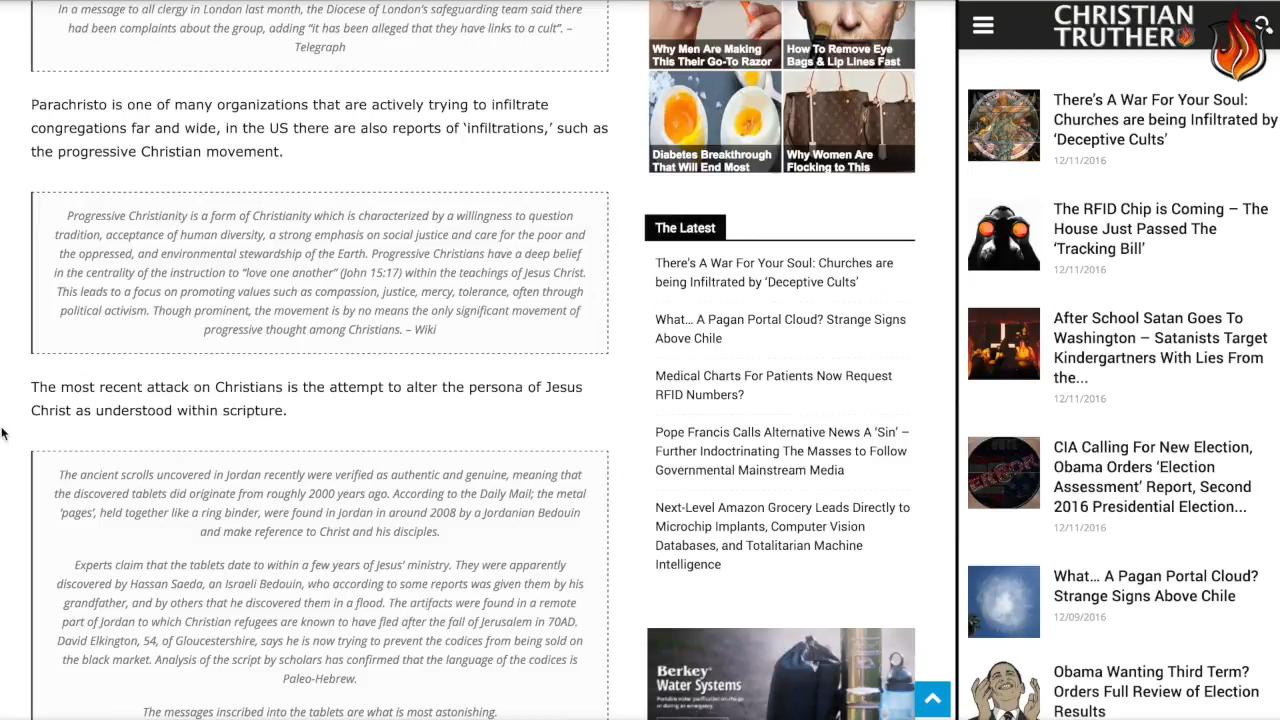 In a message to all clergy in London last month, the Diocese of London's safeguarding team said there
had been complaints about the group, adding "it has been alleged that they have links to a cult". –
Telegraph
Parachristo is one of many organizations that are actively trying to infiltrate
congregations far and wide, in the US there are also reports of 'infiltrations,' such as
the progressive Christian movement.
Progressive Christianity is a form of Christianity which is characterized by a willingness to question
tradition, acceptance of human diversity, a strong emphasis on social justice and care for the poor and
the oppressed, and environmental stewardship of the Earth. Progressive Christians have a deep belief
in the centrality of the instruction to "love one another" (John 15:17) within the teachings of Jesus Christ.
This leads to a focus on promoting values such as compassion, justice, mercy, tolerance, often through
political activism. Though prominent, the movement is by no means the only significant movement of
progressive thought among Christians. – Wiki
The most recent attack on Christians is the attempt to alter the persona of Jesus
Christ as understood within scripture.
The ancient scrolls uncovered in Jordan recently were verified as authentic and genuine, meaning that
the discovered tablets did originate from roughly 2000 years ago. According to the Daily Mail; the metal
'pages', held together like a ring binder, were found in Jordan in around 2008 by a Jordanian Bedouin
and make reference to Christ and his disciples.
Experts claim that the tablets date to within a few years of Jesus' ministry. They were apparently
discovered by Hassan Saeda, an Israeli Bedouin, who according to some reports was given them by his
grandfather, and by others that he discovered them in a flood. The artifacts were found in a remote
part of Jordan to which Christian refugees are known to have fled after the fall of Jerusalem in 70AD.
David Elkington, 54, of Gloucestershire, says he is now trying to prevent the codices from being sold on
the black market. Analysis of the script by scholars has confirmed that the language of the codices is
Paleo-Hebrew.
The messages into the tablets are what is most astonishing.
Why Men Are Making
This Their Go-To Razor
How To Remove Eye
Bags & Lip Lines Fast
Diabetes Breakthrough
That Will End Most
Why Women Are
Flocking to This
The Latest
There's A War For Your Soul: Churches are
being Infiltrated by 'Deceptive Cults'
What... A Pagan Portal Cloud? Strange Signs
Above Chile
Medical Charts For Patients Now Request
RFID Numbers?
Pope Francis Calls Alternative News A 'Sin' –
Further Indoctrinating The Masses to Follow
Governmental Mainstream Media
Next-Level Amazon Grocery Leads Directly to
Microchip Implants, Computer Vision
Databases, and Totalitarian Machine
Intelligence
Berkey
Water Systems
CHRISTIAN
TRUTHER
There's A War For Your Soul:
Churches are being Infiltrated by
'Deceptive Cults'
12/11/2016
The RFID Chip is Coming – The
House Just Passed The
'Tracking Bill'
12/11/2016
After School Satan Goes To
Washington – Satanists Target
Kindergartners With Lies From
the...
12/11/2016
CIA Calling For New Election,
Obama Orders 'Election
Assessment' Report, Second
2016 Presidential Election...
12/11/2016
What... A Pagan Portal Cloud?
Strange Signs Above Chile
12/09/2016
Obama Wanting Third Term?
Orders Full Review of Election
Results